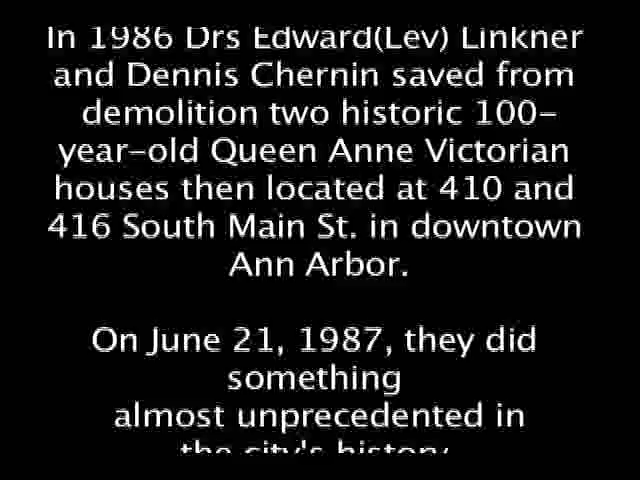 In 1986 Drs Edward(Lev) Linkner
and Dennis Chernin saved from
demolition two historic 100-
year-old Queen Anne Victorian
houses then located at 410 and
416 South Main St. in downtown
Ann Arbor.
On June 21, 1987, they did
something
almost unprecedented in
the city's history